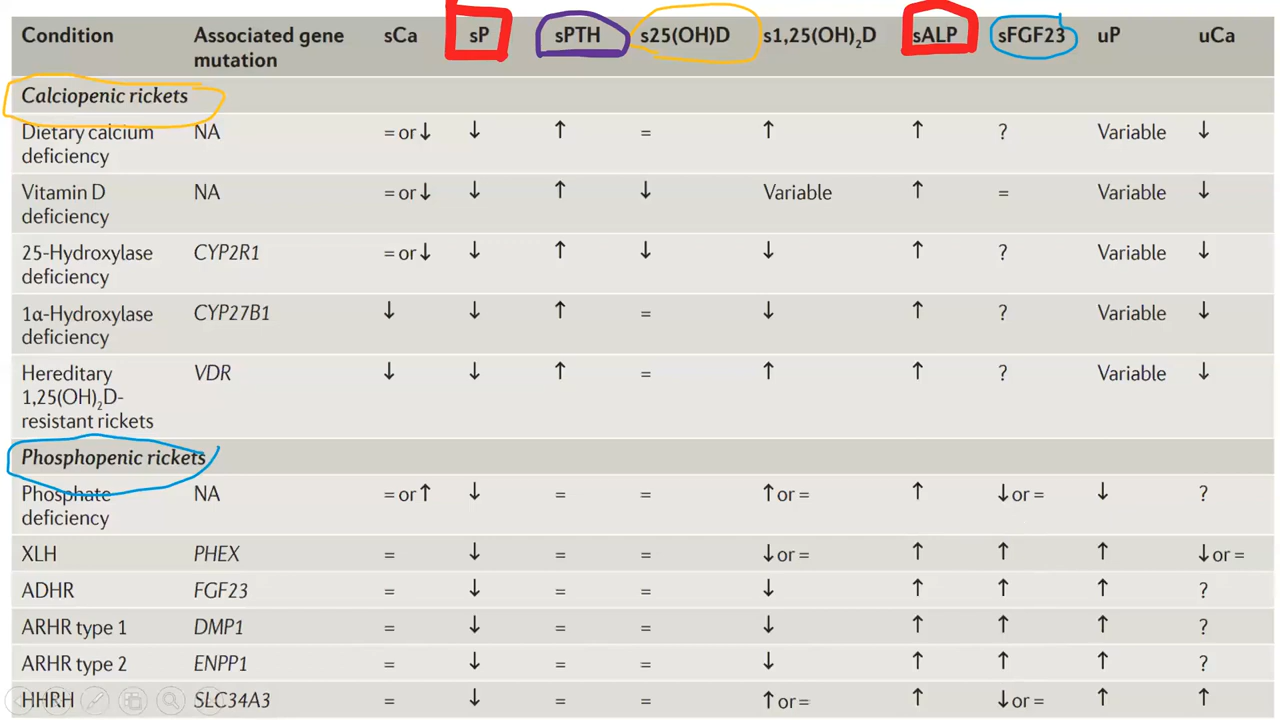 Condition Associated gene mutation sCa sP sPTH s25(OH)D s1,25(OH)₂D sALP sFGF23 uP uCa
Calciopenic rickets
Dietary calcium deficiency NA = or ↓ ↓ ↑ = ↑ ↑ ? Variable ↓
Vitamin D deficiency NA = or ↓ ↓ ↑ ↓ Variable ↑ = Variable ↓
25-Hydroxylase deficiency CYP2R1 = or ↓ ↓ ↑ ↓ ↓ ↑ ? Variable ↓
1α-Hydroxylase deficiency CYP27B1 ↓ ↓ ↑ = ↓ ↑ ? Variable ↓
Hereditary 1,25(OH)₂D-resistant rickets VDR ↓ ↓ ↑ = ↑ ↑ ? Variable ↓
Phosphopenic rickets
Phosphate deficiency NA = or ↑ ↓ = = ↑ or = ↑ ↓ or = ↓ ?
XLH PHEX = ↓ = = ↓ or = ↑ ↑ ↑ ↓ or =
ADHR FGF23 = ↓ = = ↓ ↑ ↑ ↑ ?
ARHR type 1 DMP1 = ↓ = = ↓ ↑ ↑ ↑ ?
ARHR type 2 ENPP1 = ↓ = = ↓ ↑ ↑ ↑ ?
HHRH SLC34A3 = ↓ = = ↑ or = ↑ ↓ or = ↑ ↑